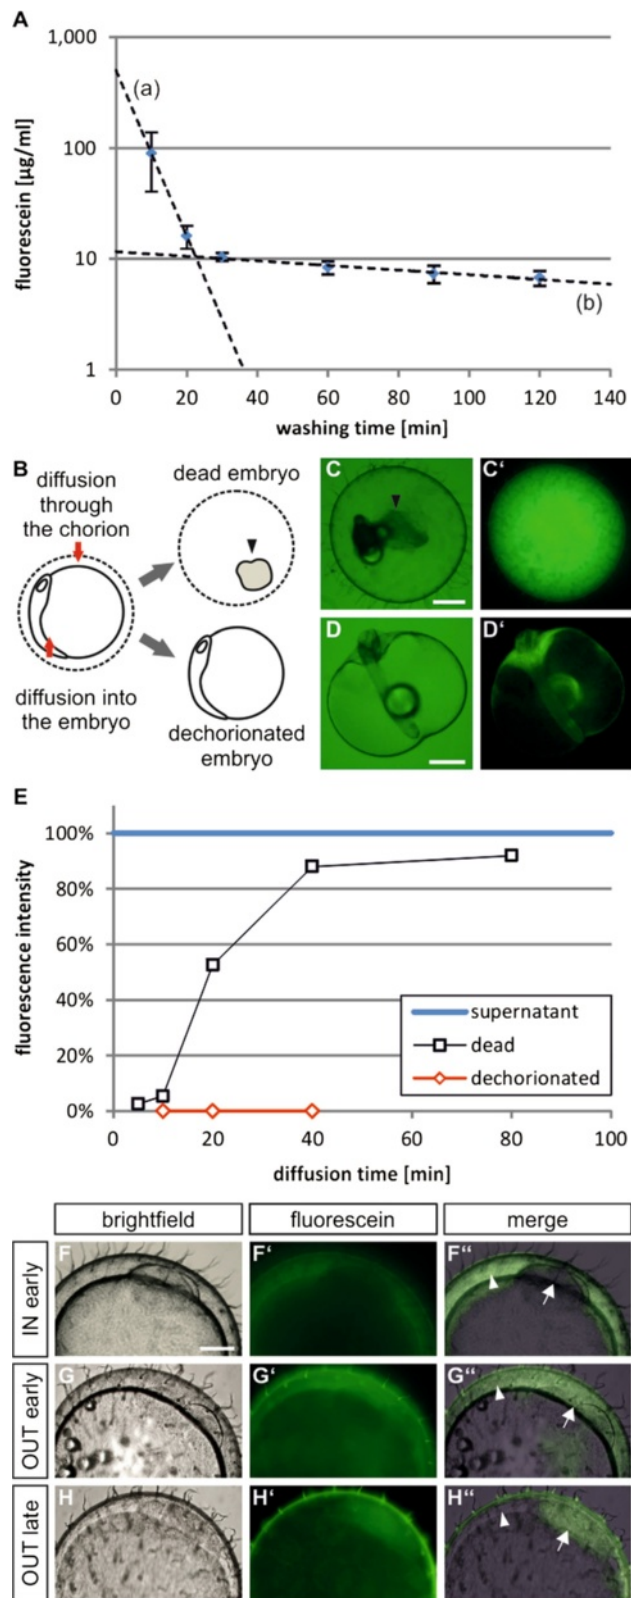 A
1,000
100
10
1
fluorescein [µg/ml]
(a)
(b)
0 20 40 60 80 100 120 140
washing time [min]
B
diffusion
through
the chorion
dead embryo
diffusion into
the embryo
dechorionated
embryo
C
C‘
D
D‘
E
100%
80%
60%
40%
20%
0%
fluorescence intensity
supernatant
dead
dechorionated
0 20 40 60 80 100
diffusion time [min]
brightfield
fluorescein
merge
IN early
F
F‘
F‘‘
OUT early
G
G‘
G‘‘
OUT late
H
H‘
H‘‘